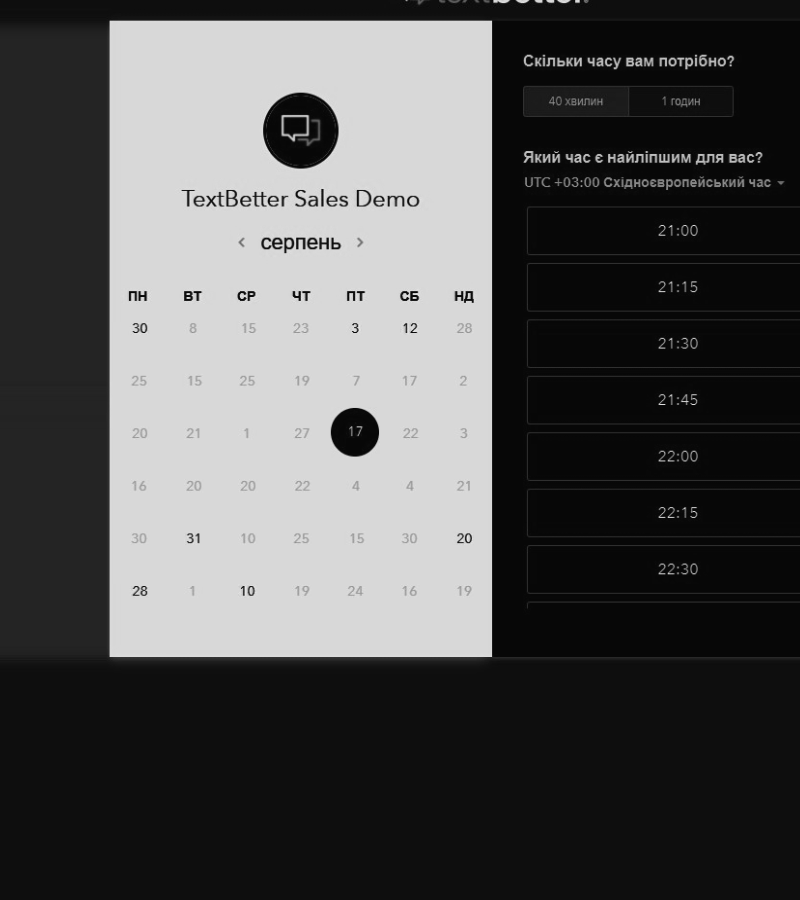 TextBetter Sales Demo
серпень
ПН ВТ СР ЧТ ПТ СБ НД
30 8 15 23 3 12 28
25 15 25 19 7 17 2
20 21 1 27 17 22 3
16 20 20 22 4 4 21
30 31 10 25 15 30 20
28 1 10 19 24 16 19
Скільки часу вам потрібно?
40 хвилин 1 годин
Який час є найліпшим для вас?
UTC +03:00 Східноєвропейський час
21:00
21:15
21:30
21:45
22:00
22:15
22:30